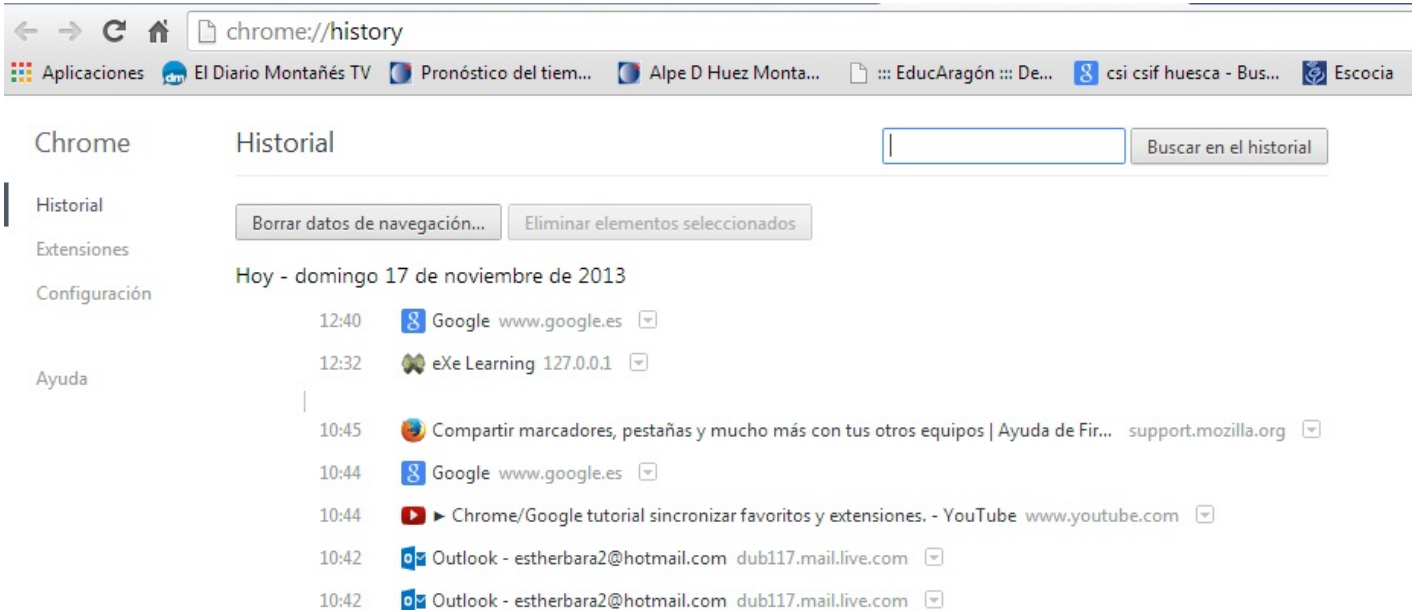 chrome://history
Aplicaciones El Diario Montañés TV Pronóstico del tiem... Alpe D Huez Monta... ::: EducAragón ::: De... csi csif huesca - Bus... Escocia
Chrome
Historial
Buscar en el historial
Historial
Extensiones
Configuración
Ayuda
Borrar datos de navegación... Eliminar elementos seleccionados
Hoy - domingo 17 de noviembre de 2013
12:40 Google www.google.es
12:32 eXe Learning 127.0.0.1
10:45 Compartir marcadores, pestañas y mucho más con tus otros equipos | Ayuda de Fir... support.mozilla.org
10:44 Google www.google.es
10:44 ► Chrome/Google tutorial sincronizar favoritos y extensiones. - YouTube www.youtube.com
10:42 Outlook - estherbara2@hotmail.com dub117.mail.live.com
10:42 Outlook - estherbara2@hotmail.com dub117.mail.live.com